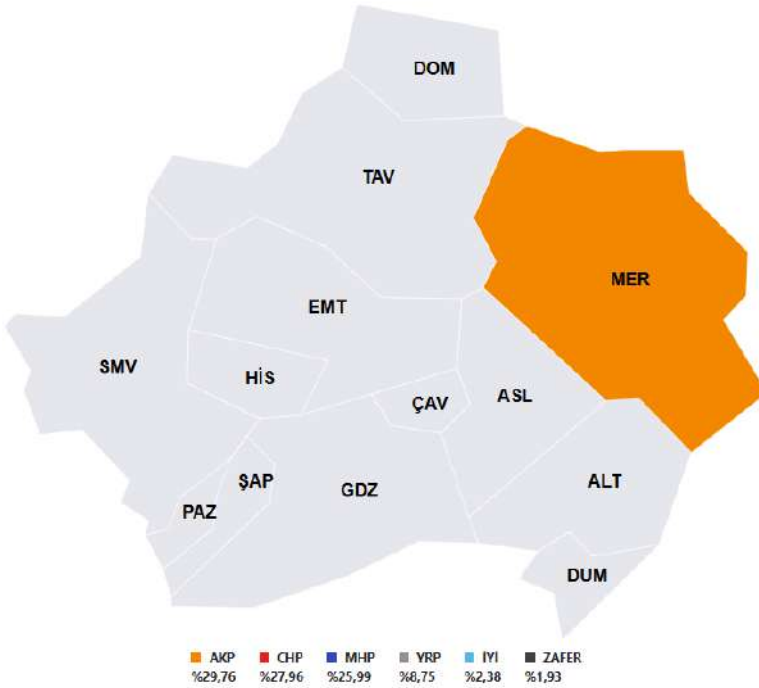 DOM
TAV
MER
EMT
SMV
HİS
ÇAV
ASL
ŞAP
GDZ
ALT
PAZ
DUM
AKP CHP MHP YRP İYİ ZAFER
%29,76 %27,96 %25,99 %8,75 %2,38 %1,93